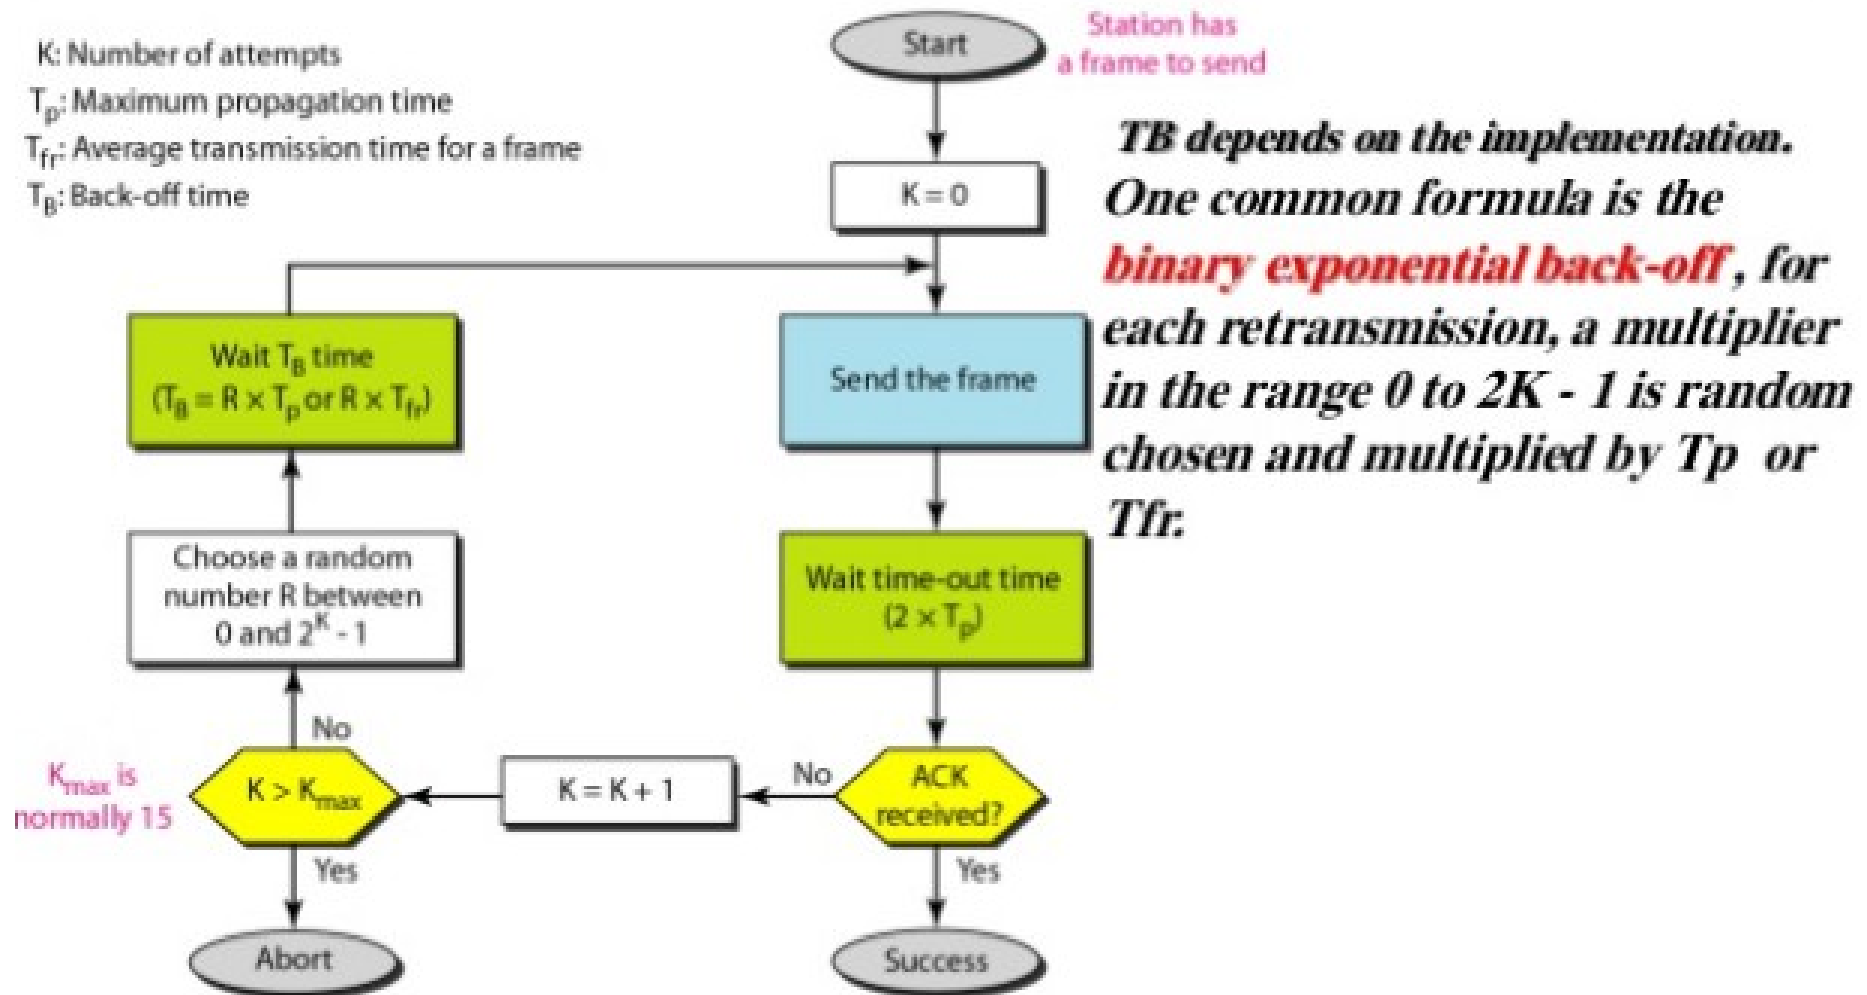 K: Number of attempts
Tp: Maximum propagation time
Tfr: Average transmission time for a frame
TB: Back-off time
Start
Station has
a frame to send
K = 0
TB depends on the implementation.
One common formula is the
binary exponential back-off, for
each retransmission, a multiplier
in the range 0 to 2K - 1 is random
chosen and multiplied by Tp or
Tfr.
Send the frame
Wait time-out time
(2 × Tp)
ACK
received?
No
Yes
Success
K = K + 1
K > Kmax
Kmax is
normally 15
No
Yes
Abort
Choose a random
number R between
0 and 2^K - 1
Wait TB time
(TB = R × Tp or R × Tfr)